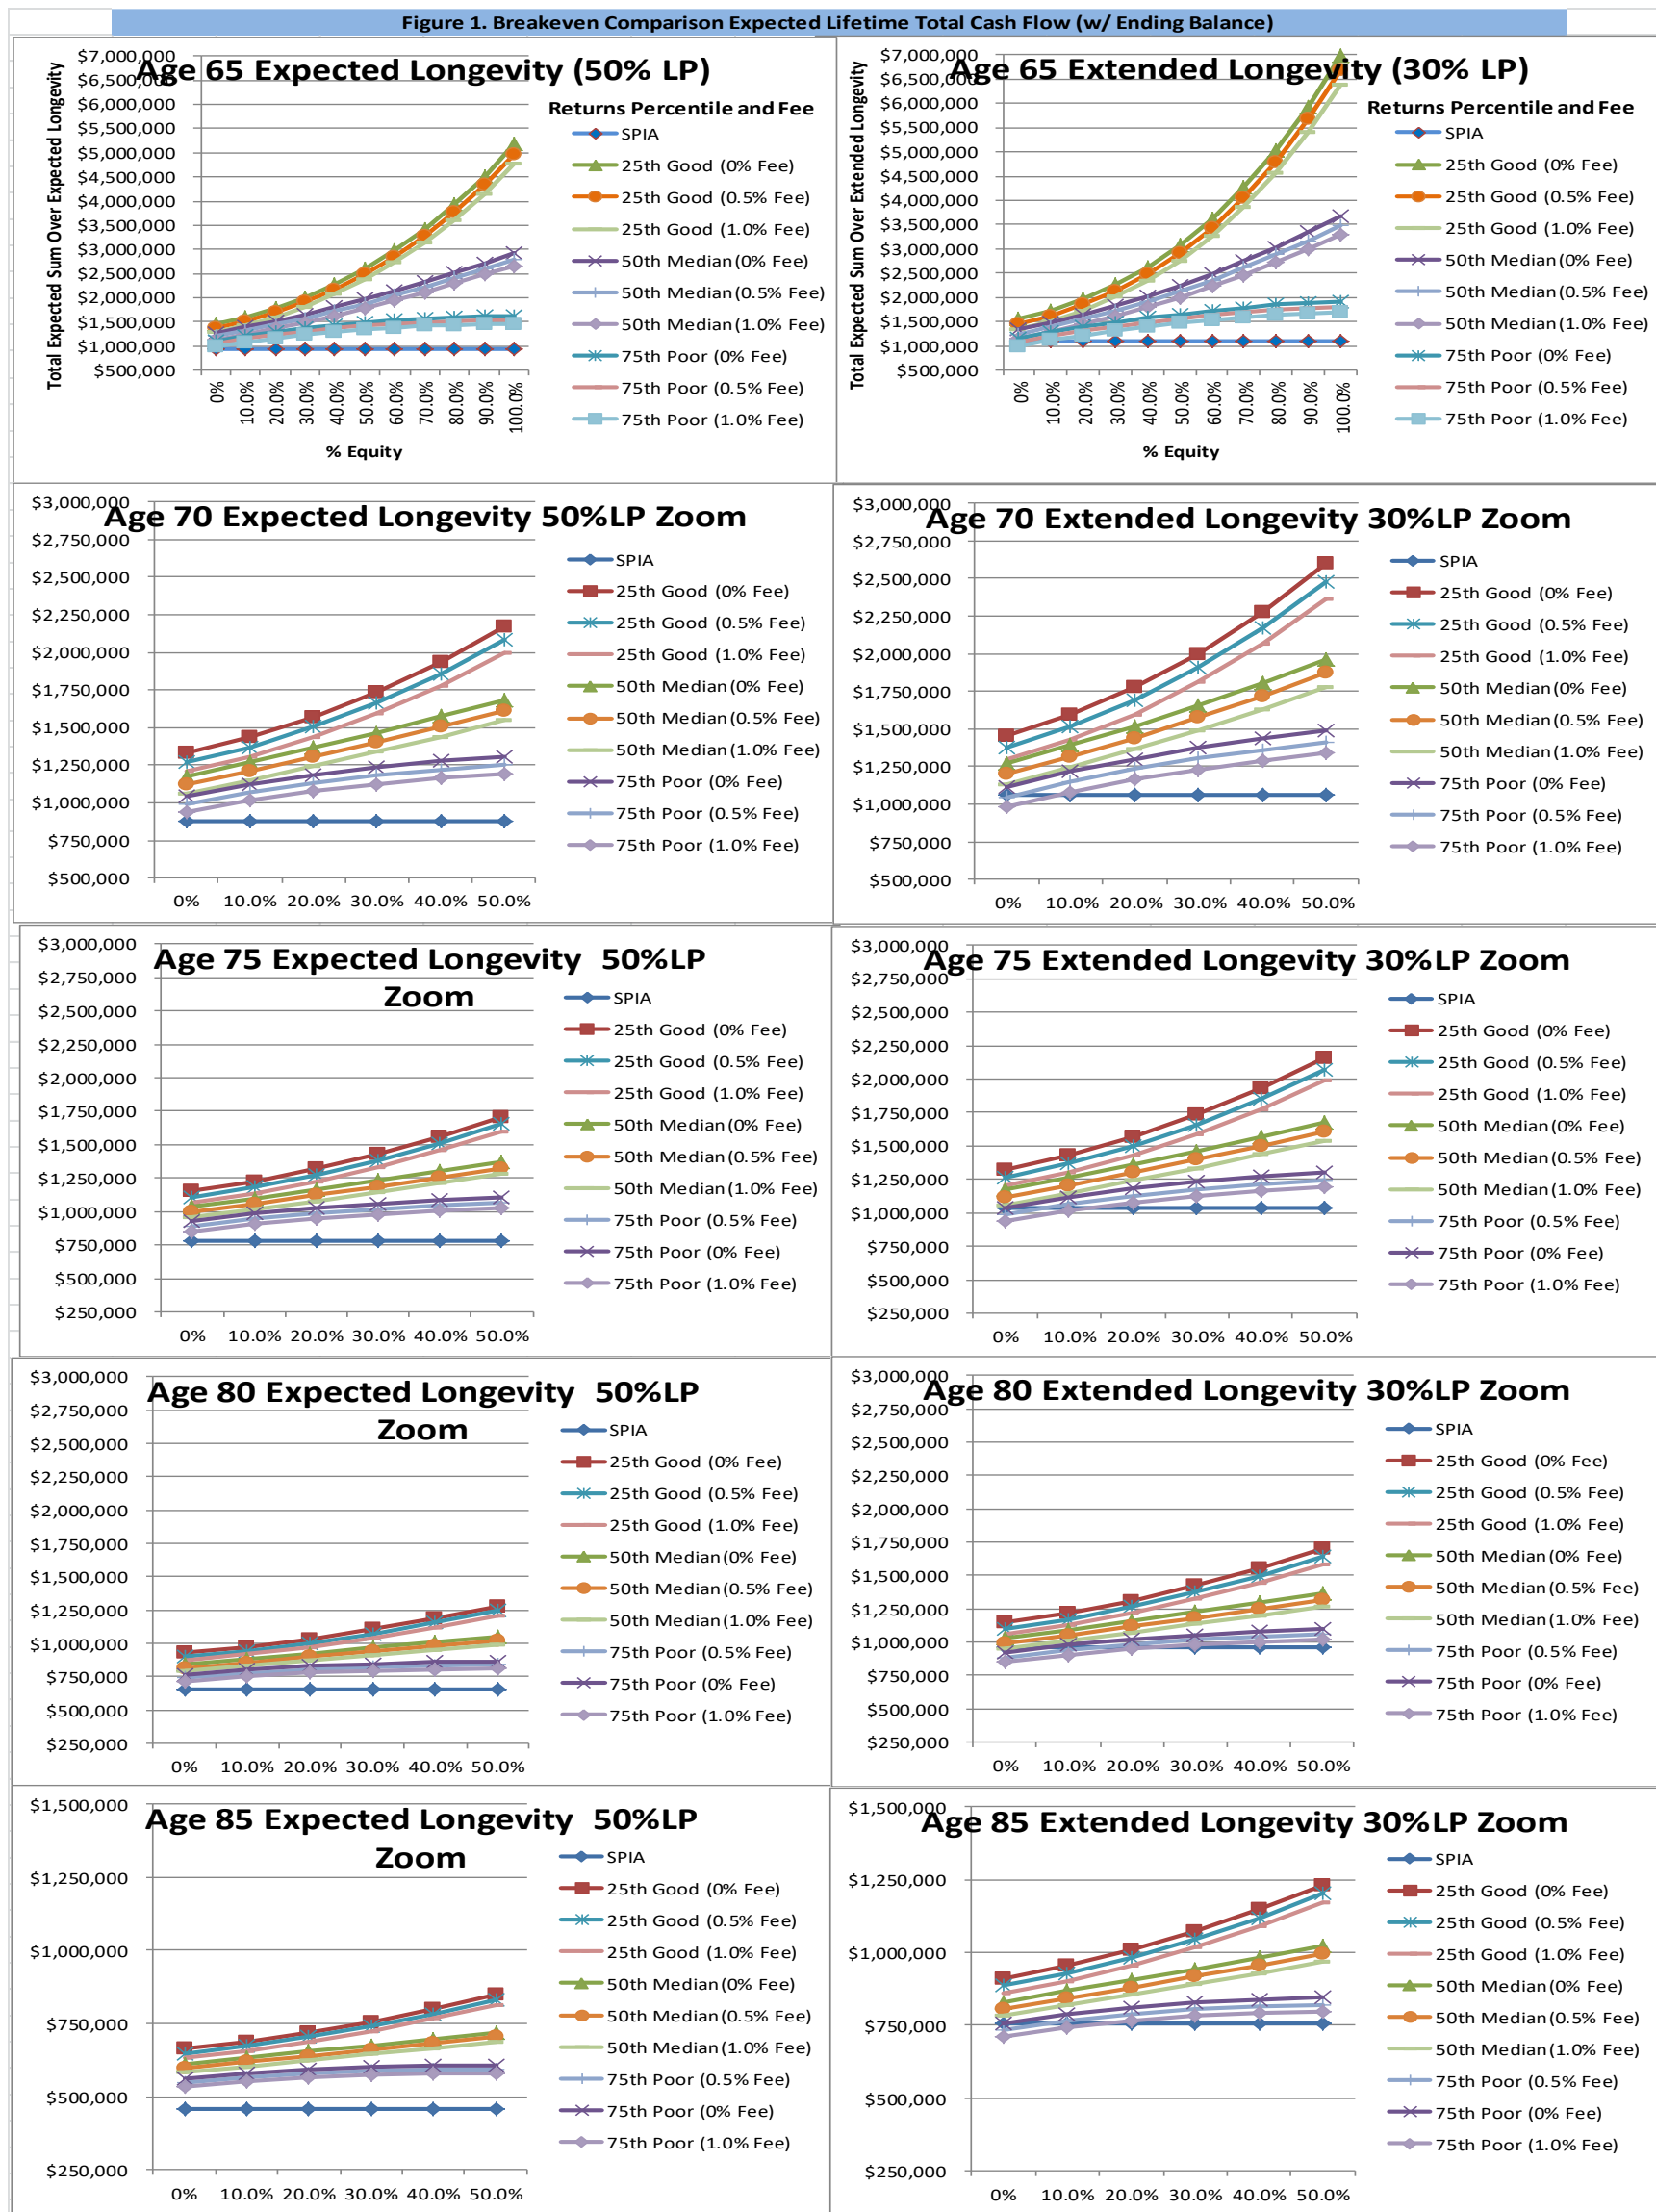 Figure 1. Breakeven Comparison Expected Lifetime Total Cash Flow (w/ Ending Balance)
Age 65 Expected Longevity (50% LP)
Total Expected Sum Over Expected Longevity
$7,000,000
$6,500,000
$6,000,000
$5,500,000
$5,000,000
$4,500,000
$4,000,000
$3,500,000
$3,000,000
$2,500,000
$2,000,000
$1,500,000
$1,000,000
$500,000
0% 10.0% 20.0% 30.0% 40.0% 50.0% 60.0% 70.0% 80.0% 90.0% 100.0%
% Equity
Returns Percentile and Fee
SPIA
25th Good (0% Fee)
25th Good (0.5% Fee)
25th Good (1.0% Fee)
50th Median (0% Fee)
50th Median (0.5% Fee)
50th Median (1.0% Fee)
75th Poor (0% Fee)
75th Poor (0.5% Fee)
75th Poor (1.0% Fee)
Age 65 Extended Longevity (30% LP)
Total Expected Sum Over Extended Longevity
$7,000,000
$6,500,000
$6,000,000
$5,500,000
$5,000,000
$4,500,000
$4,000,000
$3,500,000
$3,000,000
$2,500,000
$2,000,000
$1,500,000
$1,000,000
$500,000
0% 10.0% 20.0% 30.0% 40.0% 50.0% 60.0% 70.0% 80.0% 90.0% 100.0%
% Equity
Returns Percentile and Fee
SPIA
25th Good (0% Fee)
25th Good (0.5% Fee)
25th Good (1.0% Fee)
50th Median (0% Fee)
50th Median (0.5% Fee)
50th Median (1.0% Fee)
75th Poor (0% Fee)
75th Poor (0.5% Fee)
75th Poor (1.0% Fee)
Age 70 Expected Longevity 50%LP Zoom
$3,000,000
$2,750,000
$2,500,000
$2,250,000
$2,000,000
$1,750,000
$1,500,000
$1,250,000
$1,000,000
$750,000
$500,000
0% 10.0% 20.0% 30.0% 40.0% 50.0%
SPIA
25th Good (0% Fee)
25th Good (0.5% Fee)
25th Good (1.0% Fee)
50th Median (0% Fee)
50th Median (0.5% Fee)
50th Median (1.0% Fee)
75th Poor (0% Fee)
75th Poor (0.5% Fee)
75th Poor (1.0% Fee)
Age 70 Extended Longevity 30%LP Zoom
$3,000,000
$2,750,000
$2,500,000
$2,250,000
$2,000,000
$1,750,000
$1,500,000
$1,250,000
$1,000,000
$750,000
$500,000
0% 10.0% 20.0% 30.0% 40.0% 50.0%
SPIA
25th Good (0% Fee)
25th Good (0.5% Fee)
25th Good (1.0% Fee)
50th Median (0% Fee)
50th Median (0.5% Fee)
50th Median (1.0% Fee)
75th Poor (0% Fee)
75th Poor (0.5% Fee)
75th Poor (1.0% Fee)
Age 75 Expected Longevity 50%LP
Zoom
$3,000,000
$2,750,000
$2,500,000
$2,250,000
$2,000,000
$1,750,000
$1,500,000
$1,250,000
$1,000,000
$750,000
$500,000
$250,000
0% 10.0% 20.0% 30.0% 40.0% 50.0%
SPIA
25th Good (0% Fee)
25th Good (0.5% Fee)
25th Good (1.0% Fee)
50th Median (0% Fee)
50th Median (0.5% Fee)
50th Median (1.0% Fee)
75th Poor (0.5% Fee)
75th Poor (0% Fee)
75th Poor (1.0% Fee)
Age 75 Extended Longevity 30%LP Zoom
$3,000,000
$2,750,000
$2,500,000
$2,250,000
$2,000,000
$1,750,000
$1,500,000
$1,250,000
$1,000,000
$750,000
$500,000
$250,000
0% 10.0% 20.0% 30.0% 40.0% 50.0%
SPIA
25th Good (0% Fee)
25th Good (0.5% Fee)
25th Good (1.0% Fee)
50th Median (0% Fee)
50th Median (0.5% Fee)
50th Median (1.0% Fee)
75th Poor (0.5% Fee)
75th Poor (0% Fee)
75th Poor (1.0% Fee)
Age 80 Expected Longevity 50%LP
Zoom
$3,000,000
$2,750,000
$2,500,000
$2,250,000
$2,000,000
$1,750,000
$1,500,000
$1,250,000
$1,000,000
$750,000
$500,000
$250,000
0% 10.0% 20.0% 30.0% 40.0% 50.0%
SPIA
25th Good (0% Fee)
25th Good (0.5% Fee)
25th Good (1.0% Fee)
50th Median (0% Fee)
50th Median (0.5% Fee)
50th Median (1.0% Fee)
75th Poor (0.5% Fee)
75th Poor (0% Fee)
75th Poor (1.0% Fee)
Age 80 Extended Longevity 30%LP Zoom
$3,000,000
$2,750,000
$2,500,000
$2,250,000
$2,000,000
$1,750,000
$1,500,000
$1,250,000
$1,000,000
$750,000
$500,000
$250,000
0% 10.0% 20.0% 30.0% 40.0% 50.0%
SPIA
25th Good (0% Fee)
25th Good (0.5% Fee)
25th Good (1.0% Fee)
50th Median (0% Fee)
50th Median (0.5% Fee)
50th Median (1.0% Fee)
75th Poor (0.5% Fee)
75th Poor (0% Fee)
75th Poor (1.0% Fee)
Age 85 Expected Longevity 50%LP
Zoom
$1,500,000
$1,250,000
$1,000,000
$750,000
$500,000
$250,000
0% 10.0% 20.0% 30.0% 40.0% 50.0%
SPIA
25th Good (0% Fee)
25th Good (0.5% Fee)
25th Good (1.0% Fee)
50th Median (0% Fee)
50th Median (0.5% Fee)
50th Median (1.0% Fee)
75th Poor (0.5% Fee)
75th Poor (0% Fee)
75th Poor (1.0% Fee)
Age 85 Extended Longevity 30%LP Zoom
$1,500,000
$1,250,000
$1,000,000
$750,000
$500,000
$250,000
0% 10.0% 20.0% 30.0% 40.0% 50.0%
SPIA
25th Good (0% Fee)
25th Good (0.5% Fee)
25th Good (1.0% Fee)
50th Median (0% Fee)
50th Median (0.5% Fee)
50th Median (1.0% Fee)
75th Poor (0.5% Fee)
75th Poor (0% Fee)
75th Poor (1.0% Fee)